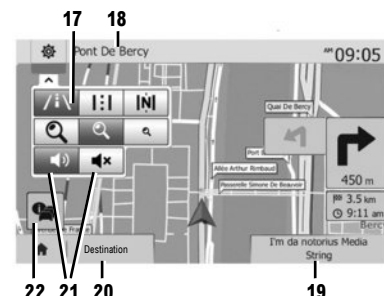 17 18
Pont De Bercy
AM 09:05
N
Quai De Bercy
Port
Allée Arthur Rimbaud
Passerelle Simone De Beauvoir
450 m
3.5 km
9:11 am
Bercy
Destination
I'm da notorius Media
String
22 21 20 19